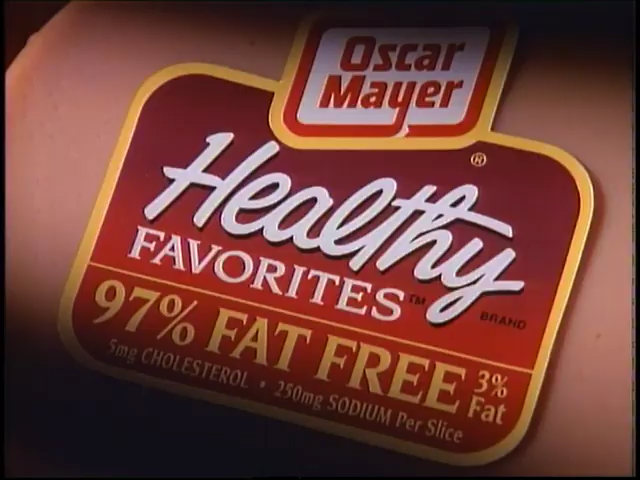 Oscar
Mayer
®
Healthy
FAVORITES™
BRAND
97% FAT FREE 3% Fat
5mg CHOLESTEROL • 250mg SODIUM Per Slice